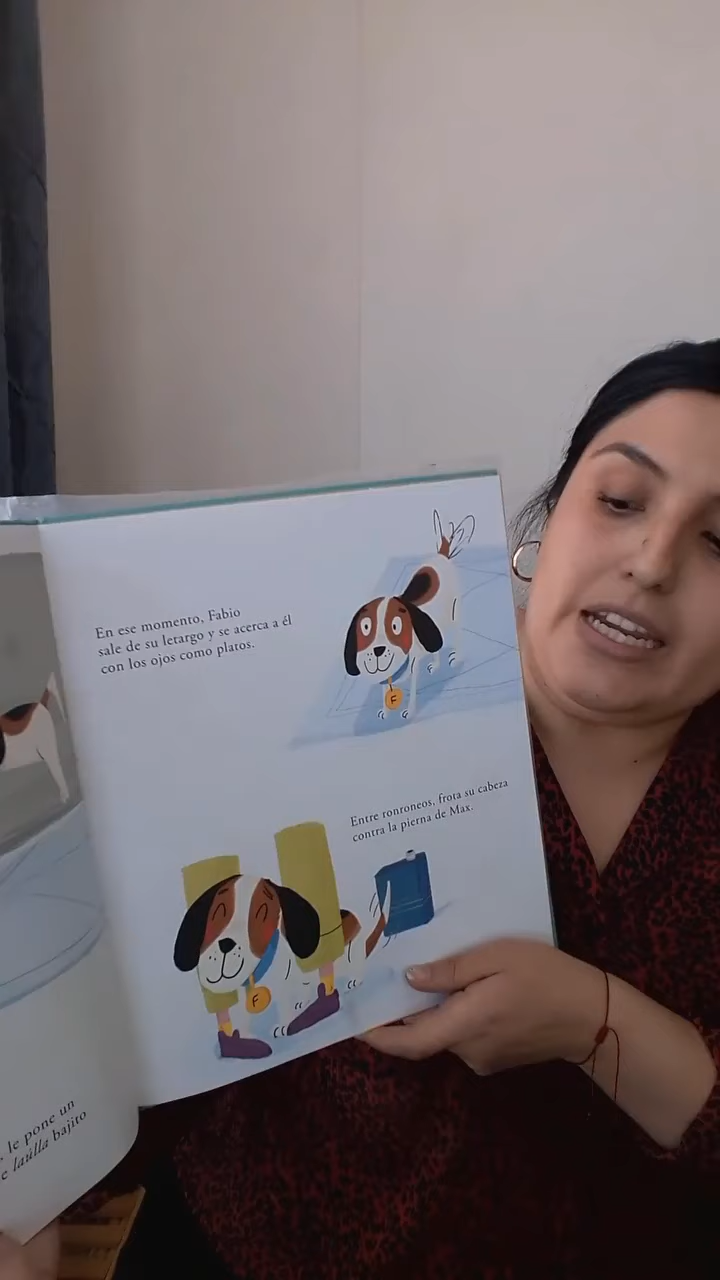 , le pone un
e laúlla bajito
En ese momento, Fabio
sale de su letargo y se acerca a él
con los ojos como platos.
F
Entre ronroneos, frota su cabeza
contra la pierna de Max.
F